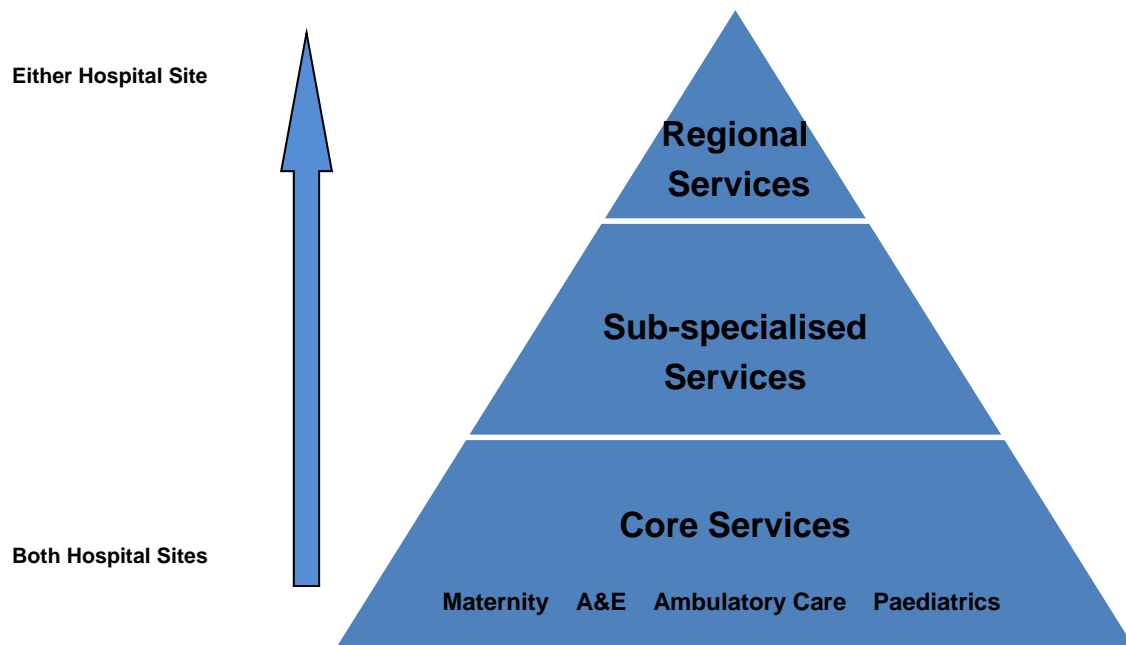 Either Hospital Site
Regional
Services
Sub-specialised
Services
Core Services
Both Hospital Sites
Maternity A&E Ambulatory Care Paediatrics